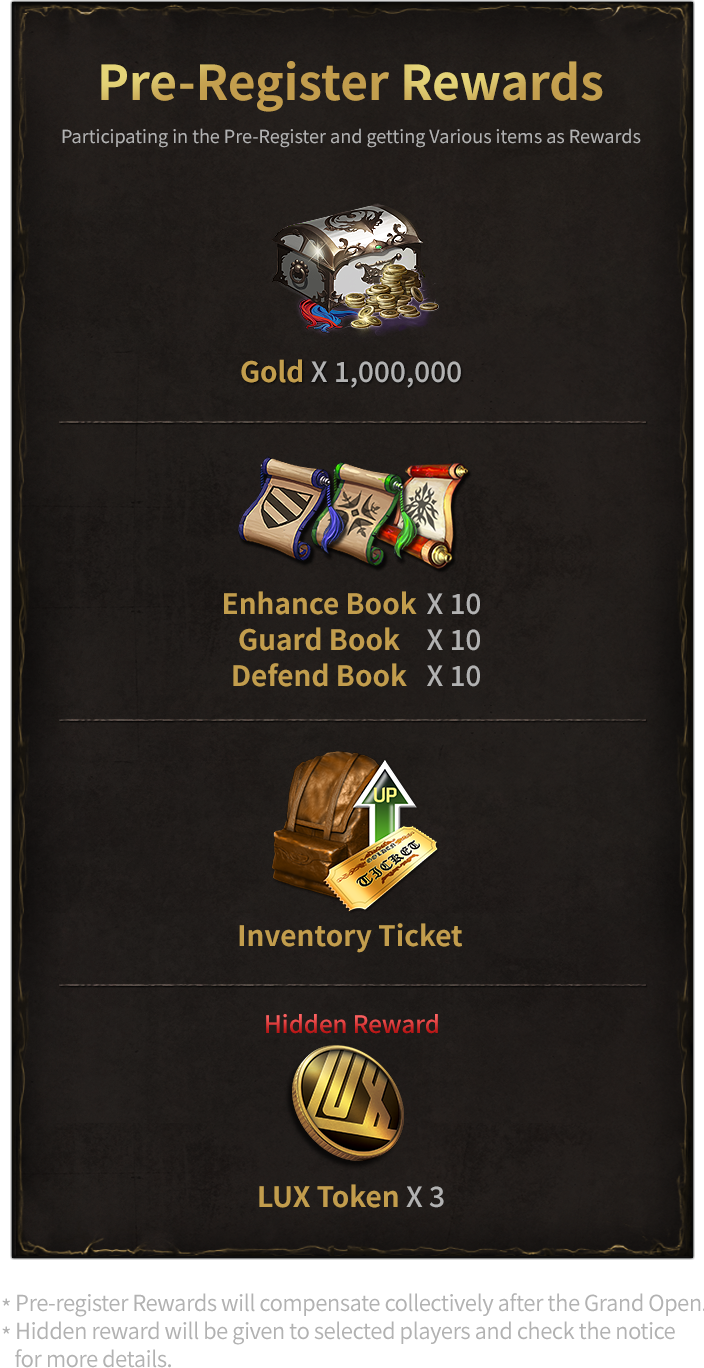 Pre-Register Rewards
Participating in the Pre-Register and getting Various items as Rewards
Gold X 1,000,000
Enhance Book X 10
Guard Book X 10
Defend Book X 10
UP
GOLDEN
TICKET
Inventory Ticket
Hidden Reward
LUX
LUX Token X 3
* Pre-register Rewards will compensate collectively after the Grand Open.
* Hidden reward will be given to selected players and check the notice
for more details.